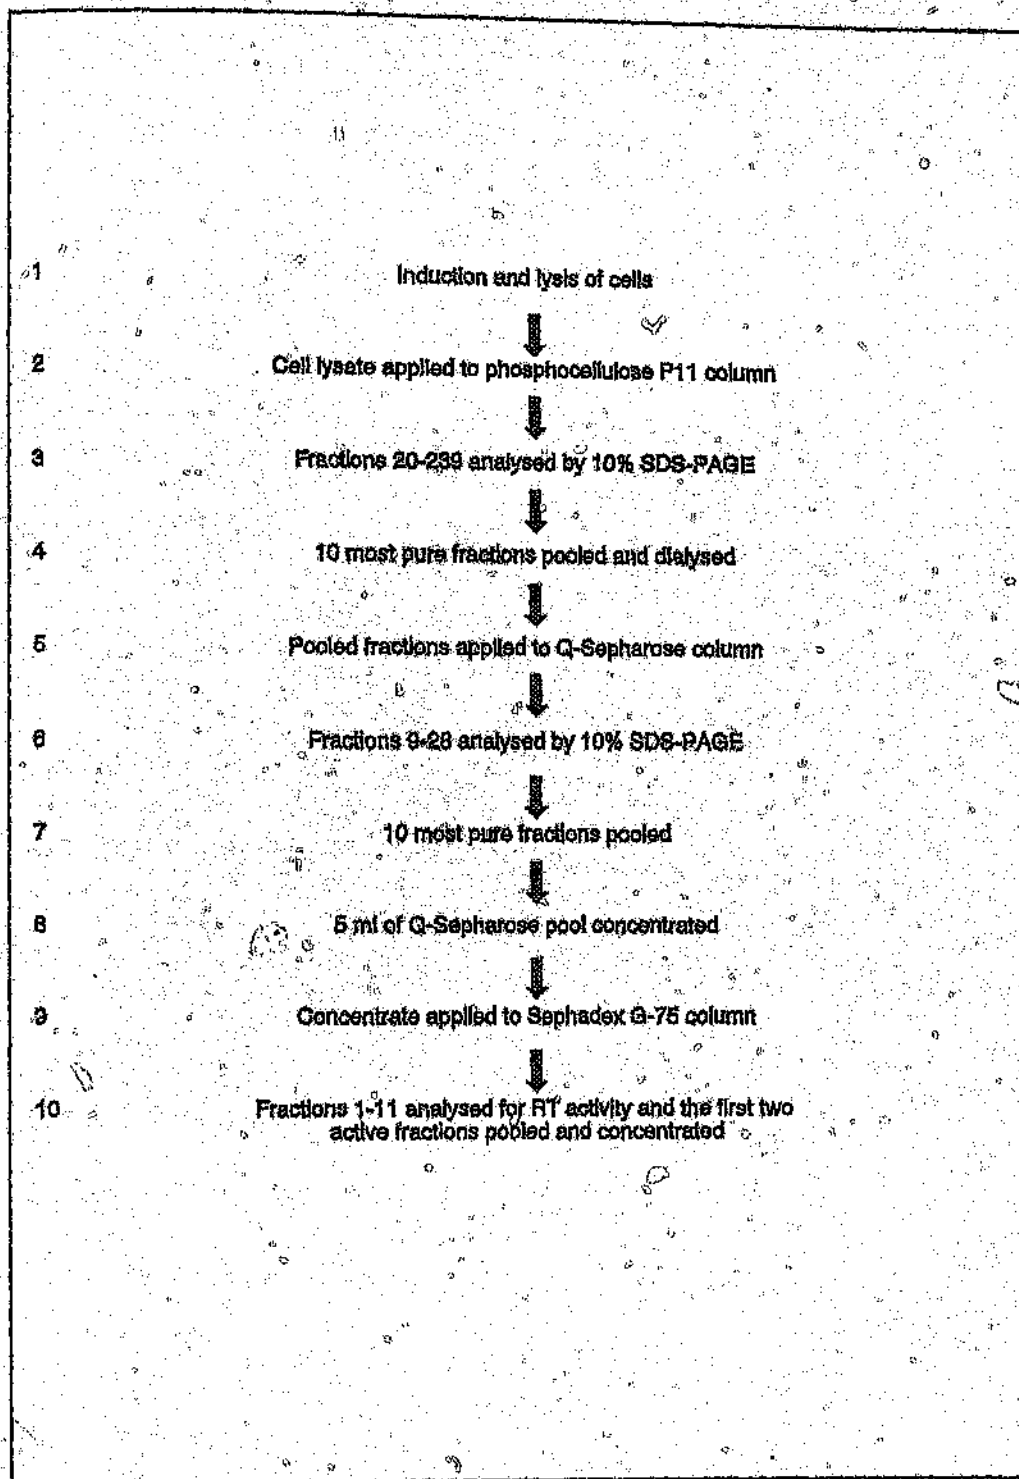 1 Induction and lysis of cells
2 Cell lysate applied to phosphocellulose P11 column
3 Fractions 20-239 analysed by 10% SDS-PAGE
4 10 most pure fractions pooled and dialysed
5 Pooled fractions applied to Q-Sepharose column
6 Fractions 9-28 analysed by 10% SDS-PAGE
7 10 most pure fractions pooled
8 5 ml of Q-Sepharose pool concentrated
9 Concentrate applied to Sephadex G-75 column
10 Fractions 1-11 analysed for RT activity and the first two
active fractions pooled and concentrated